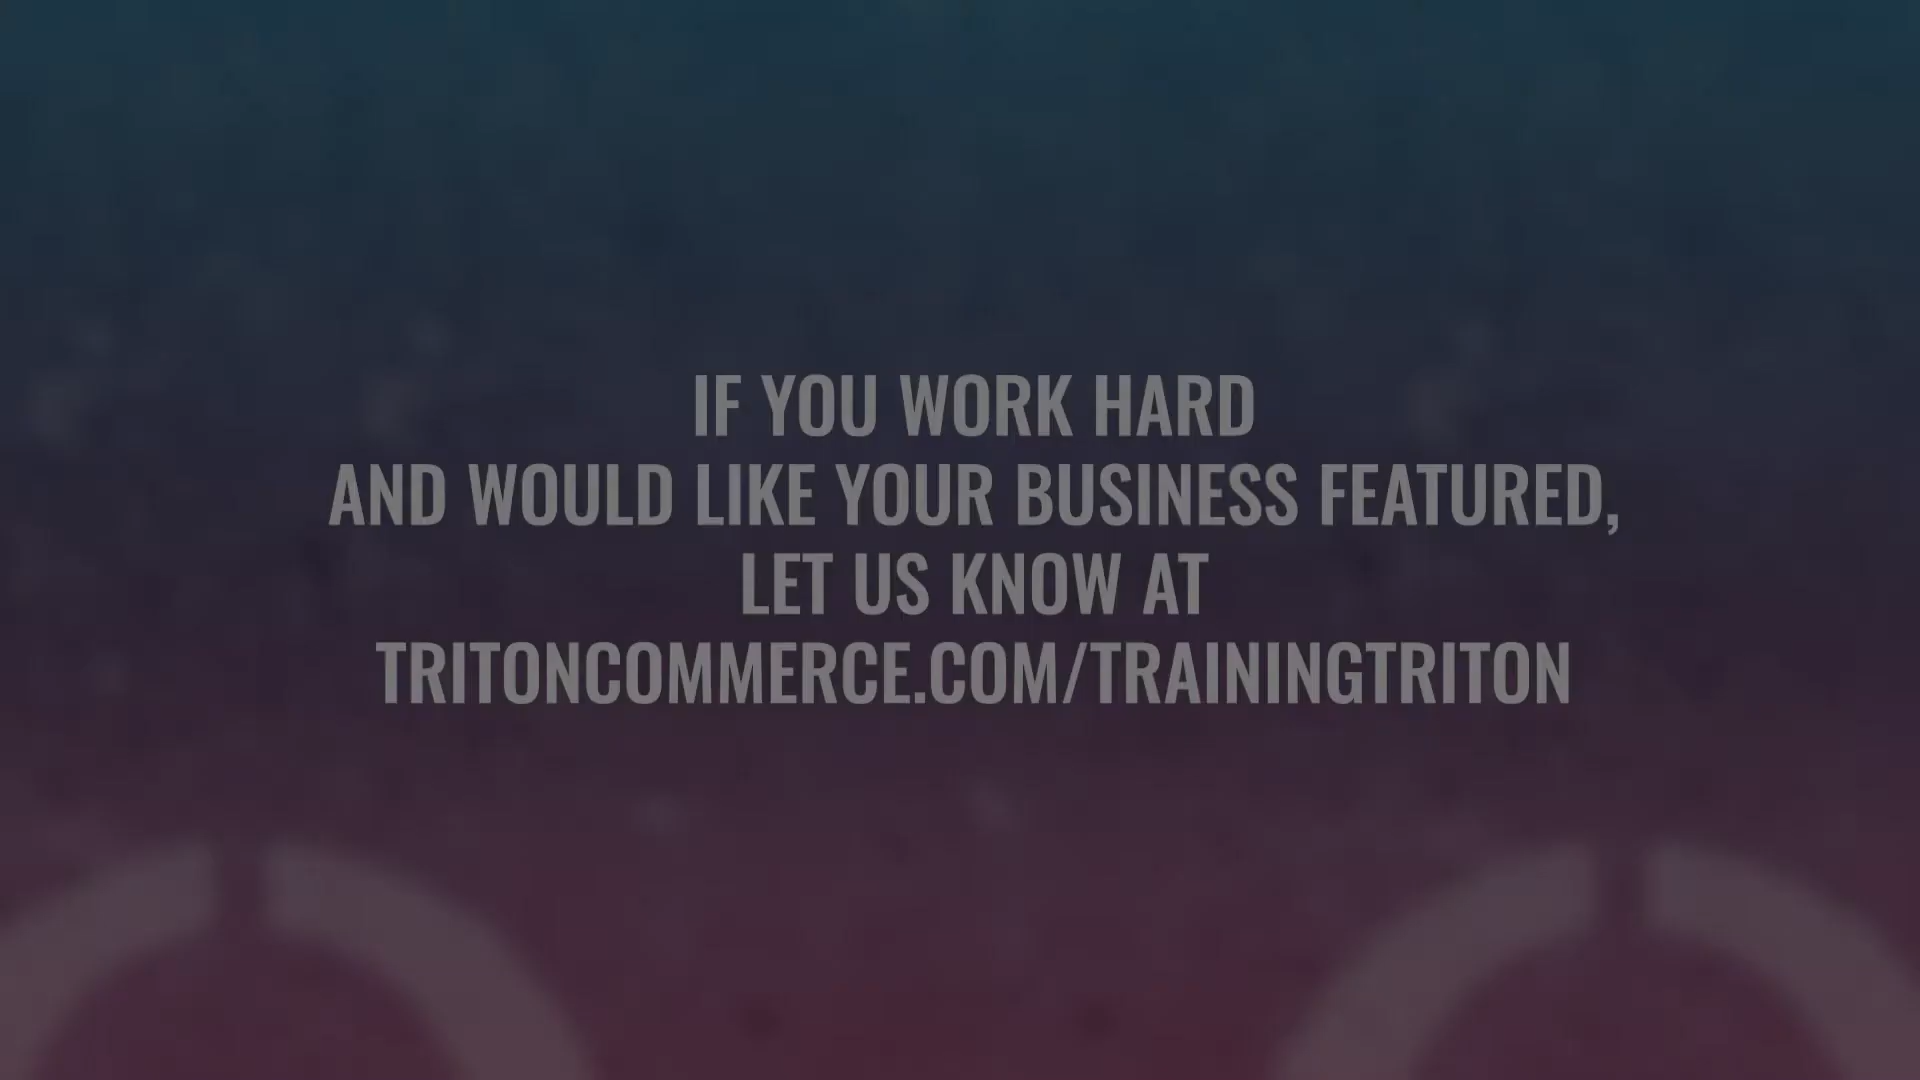 IF YOU WORK HARD
AND WOULD LIKE YOUR BUSINESS FEATURED,
LET US KNOW AT
TRITONCOMMERCE.COM/TRAININGTRITON